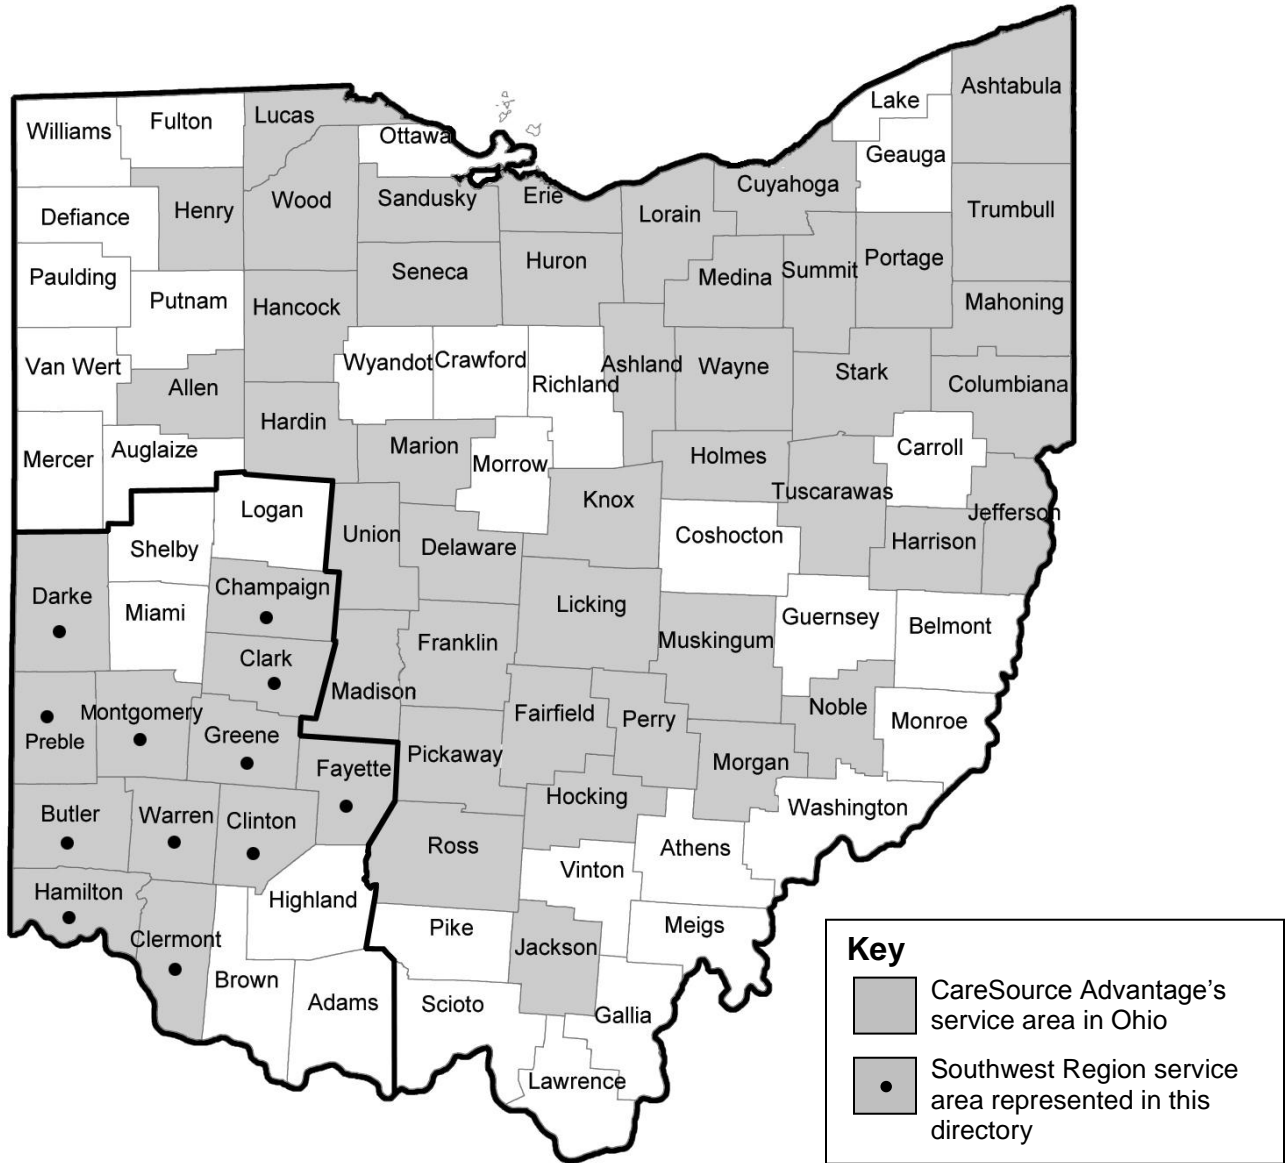 Ashtabula
Lake
Lucas
Fulton
Williams
Ottawa
Geauga
Cuyahoga
Erie
Sandusky
Wood
Henry
Lorain
Trumbull
Defiance
Portage
Huron
Seneca
Medina
Summit
Paulding
Putnam
Hancock
Mahoning
Wyandot
Crawford
Ashland
Wayne
Van Wert
Stark
Richland
Columbiana
Allen
Hardin
Marion
Carroll
Auglaize
Mercer
Holmes
Morrow
Tuscarawas
Knox
Logan
Jefferson
Union
Coshocton
Harrison
Delaware
Shelby
Champaign
Darke
Licking
Miami
Guernsey
Belmont
Franklin
Muskingum
Clark
Madison
Noble
Montgomery
Fairfield
Perry
Monroe
Greene
Preble
Pickaway
Morgan
Fayette
Hocking
Washington
Butler
Warren
Clinton
Ross
Athens
Vinton
Hamilton
Highland
Meigs
Pike
Clermont
Jackson
Brown
Adams
Scioto
Gallia
Lawrence
Key
CareSource Advantage’s
service area in Ohio
Southwest Region service
area represented in this
directory